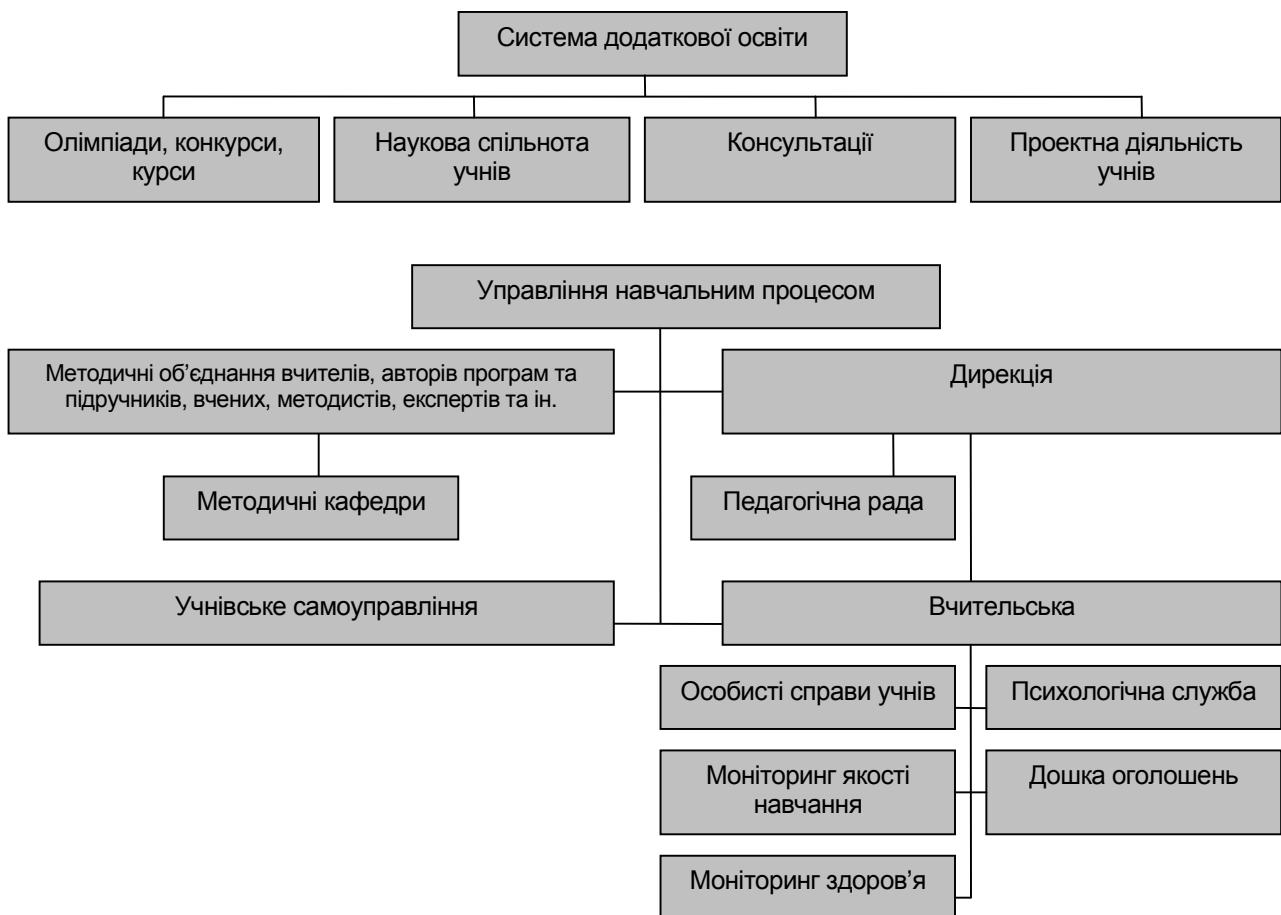 Система додаткової освіти
Олімпіади, конкурси,
курси
Наукова спільнота
учнів
Консультації
Проектна діяльність
учнів
Управління навчальним процесом
Методичні об’єднання вчителів, авторів програм та
підручників, вчених, методистів, експертів та ін.
Дирекція
Методичні кафедри
Педагогічна рада
Учнівське самоуправління
Вчительська
Особисті справи учнів
Психологічна служба
Моніторинг якості
навчання
Дошка оголошень
Моніторинг здоров’я